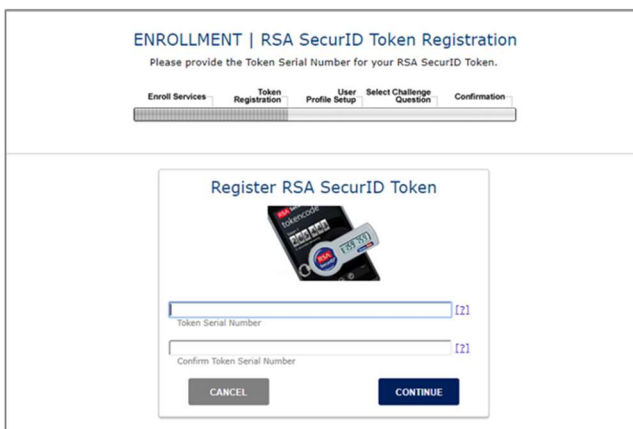 ENROLLMENT | RSA SecurID Token Registration
Please provide the Token Serial Number for your RSA SecurID Token.
Enroll Services
Token Registration
User Profile Setup
Select Challenge Question
Confirmation
Register RSA SecurID Token
RSA
tokencode
RSA
[?]
Token Serial Number
[?]
Confirm Token Serial Number
CANCEL
CONTINUE